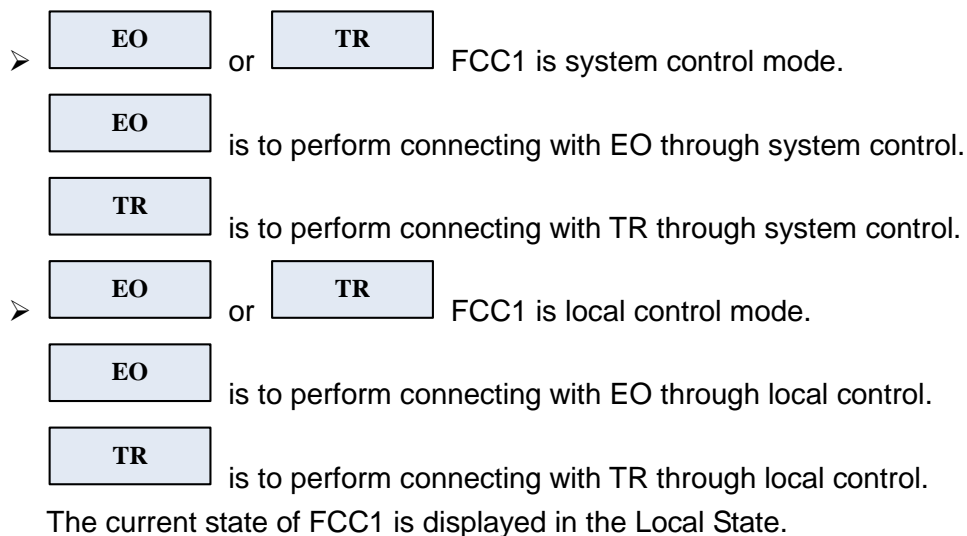 ➢ EO or TR FCC1 is system control mode.
EO is to perform connecting with EO through system control.
TR is to perform connecting with TR through system control.
➢ EO or TR FCC1 is local control mode.
EO is to perform connecting with EO through local control.
TR is to perform connecting with TR through local control.
The current state of FCC1 is displayed in the Local State.